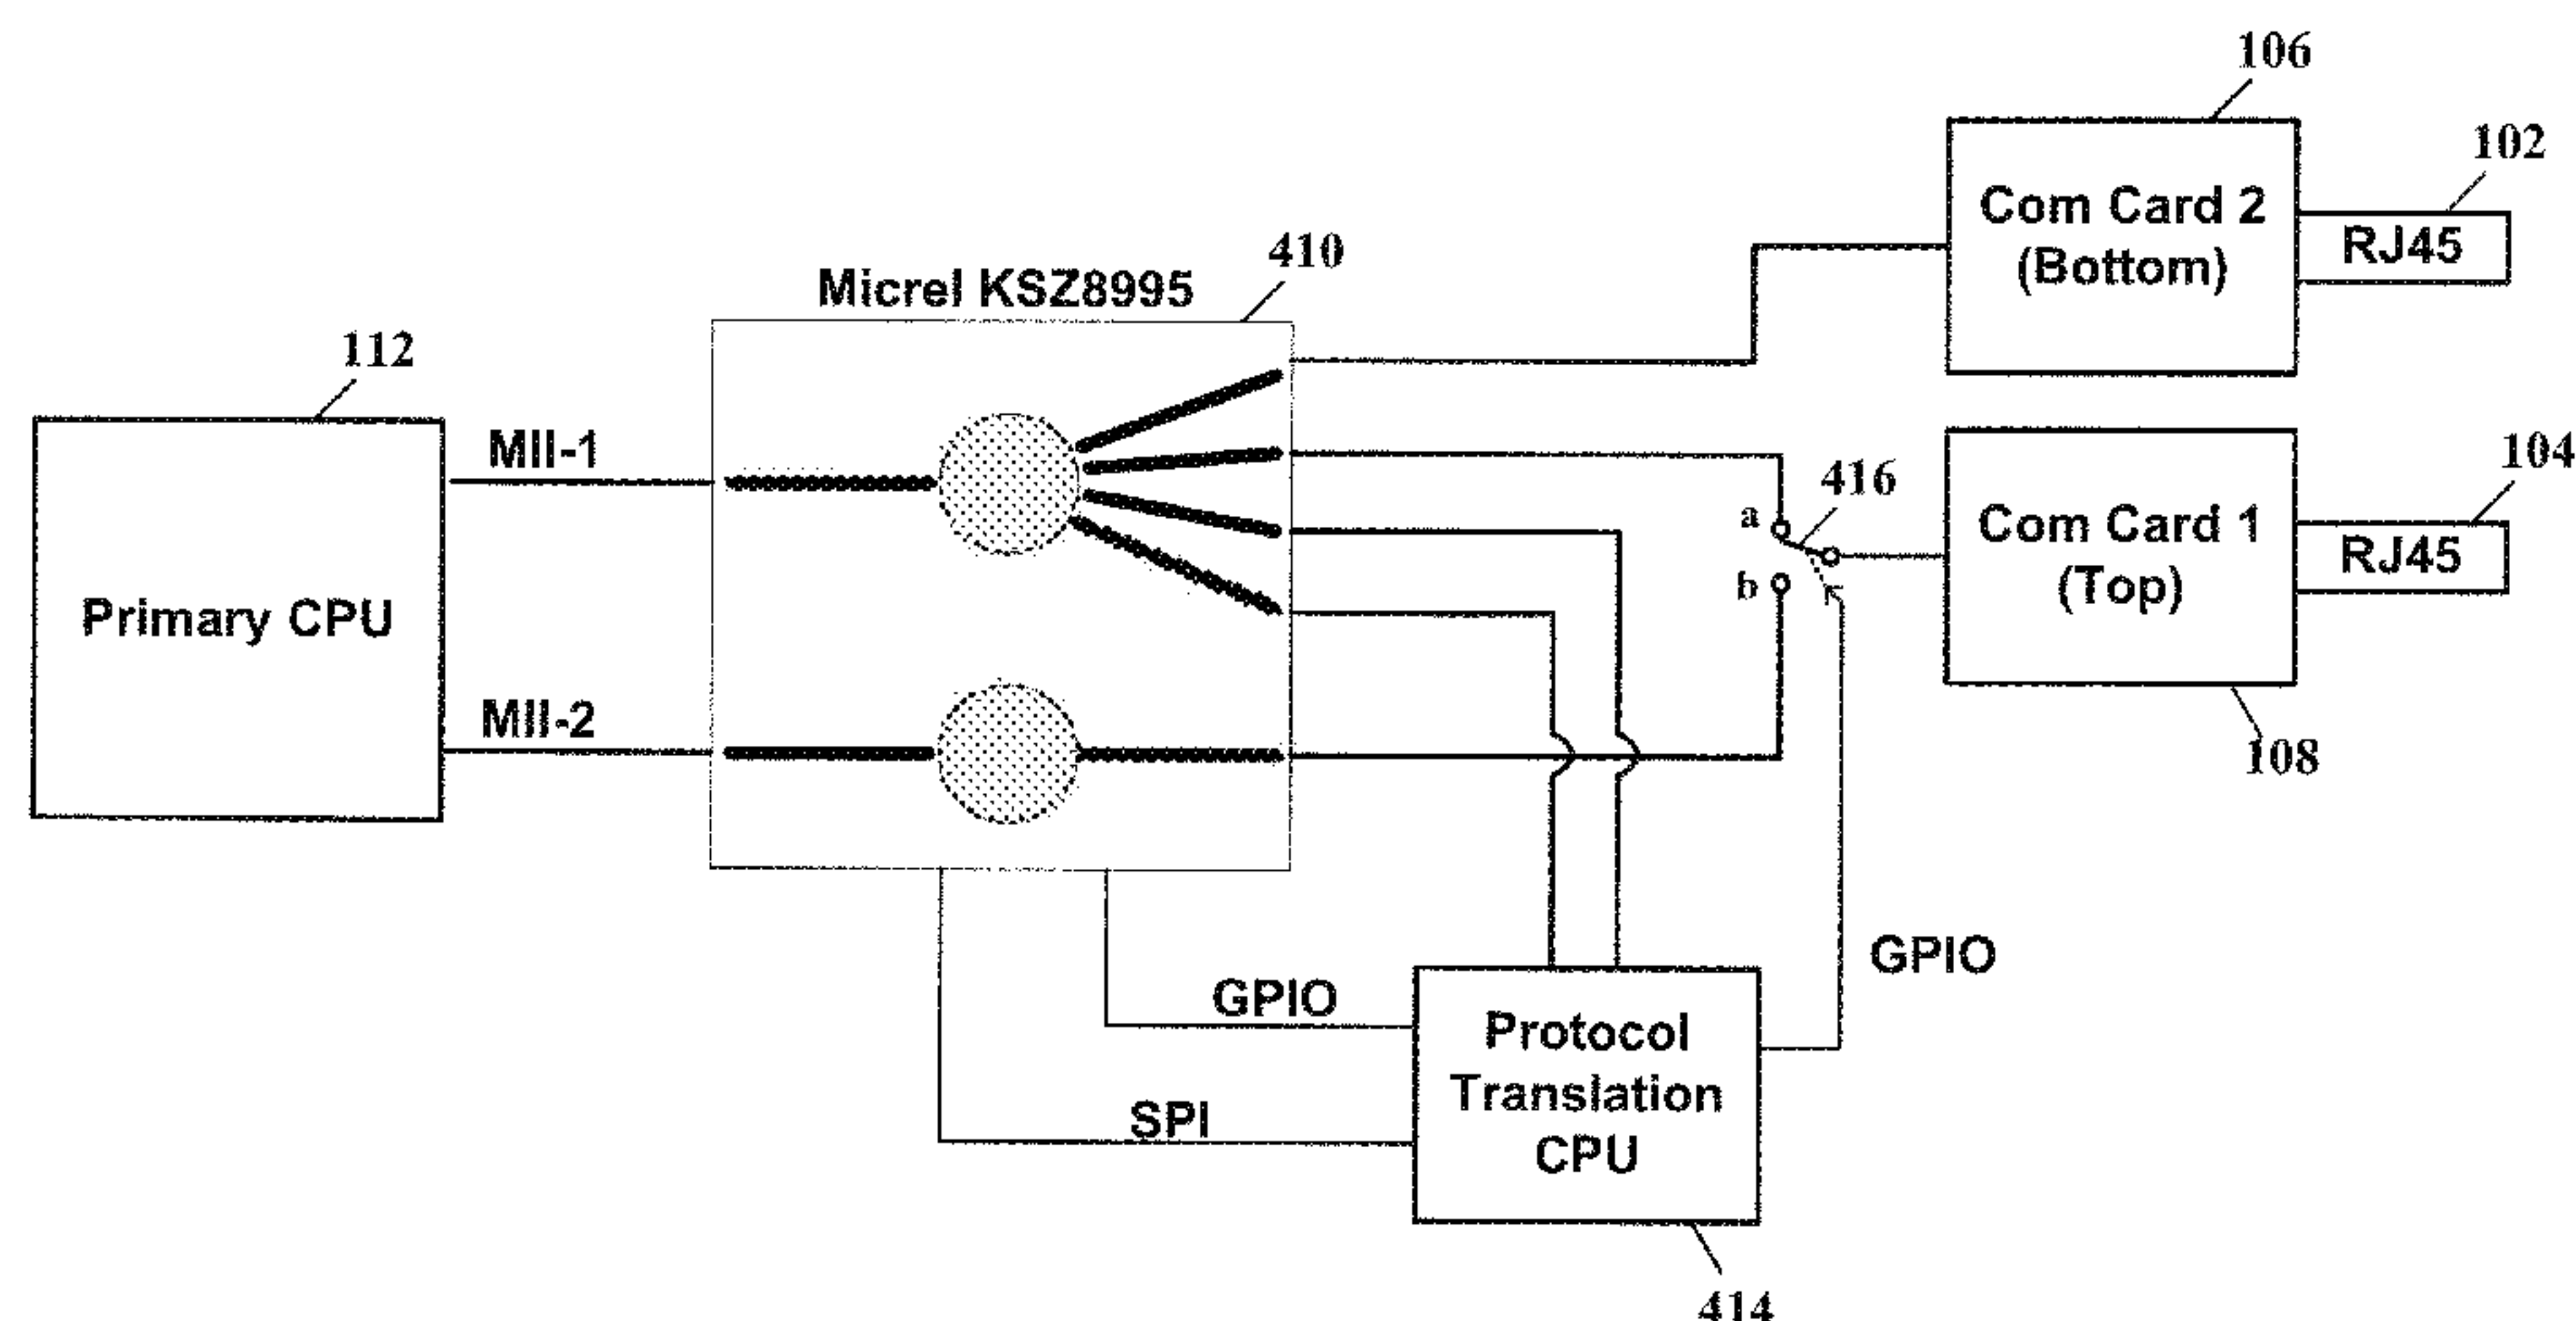 106
102
Com Card 2
(Bottom)
RJ45
410
Micrel KSZ8995
112
MII-1
104
416
a
Com Card 1
(Top)
RJ45
b
Primary CPU
MII-2
108
GPIO
GPIO
Protocol
Translation
CPU
SPI
414